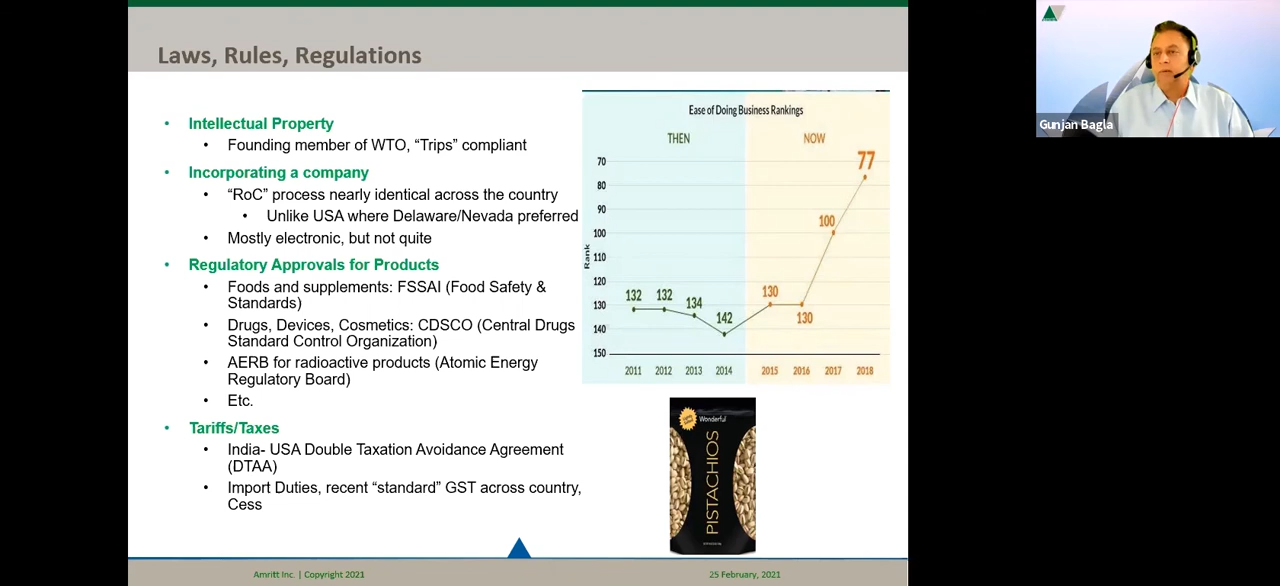 Laws, Rules, Regulations
• Intellectual Property
• Founding member of WTO, “Trips” compliant
• Incorporating a company
• “RoC” process nearly identical across the country
• Unlike USA where Delaware/Nevada preferred
• Mostly electronic, but not quite
• Regulatory Approvals for Products
• Foods and supplements: FSSAI (Food Safety &
Standards)
• Drugs, Devices, Cosmetics: CDSCO (Central Drugs
Standard Control Organization)
• AERB for radioactive products (Atomic Energy
Regulatory Board)
• Etc.
• Tariffs/Taxes
• India- USA Double Taxation Avoidance Agreement
(DTAA)
• Import Duties, recent “standard” GST across country,
Cess
Ease of Doing Business Rankings
THEN NOW
Rank
70
80
90
100
110
120
130
140
150
132 132 134 142 130 130 100 77
2011 2012 2013 2014 2015 2016 2017 2018
Wonderful
PISTACHIOS
Amritt Inc. | Copyright 2021
25 February, 2021
Gunjan Bagla